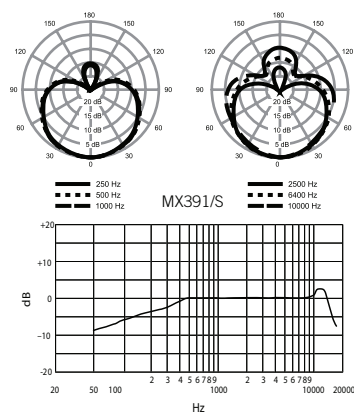 180
150 150
120 120
90 90
60 60
30 30
0
20 dB
15 dB
10 dB
5 dB
250 Hz
500 Hz
1000 Hz
180
150 150
120 120
90 90
60 60
30 30
0
20 dB
15 dB
10 dB
5 dB
2500 Hz
6400 Hz
10000 Hz
MX391/S
dB
+20
+10
0
−10
-20
2 3 4 5 6 7 8 9 2 3 4 5 6 7 8 9
20 50 100 1000 10000 20000
Hz